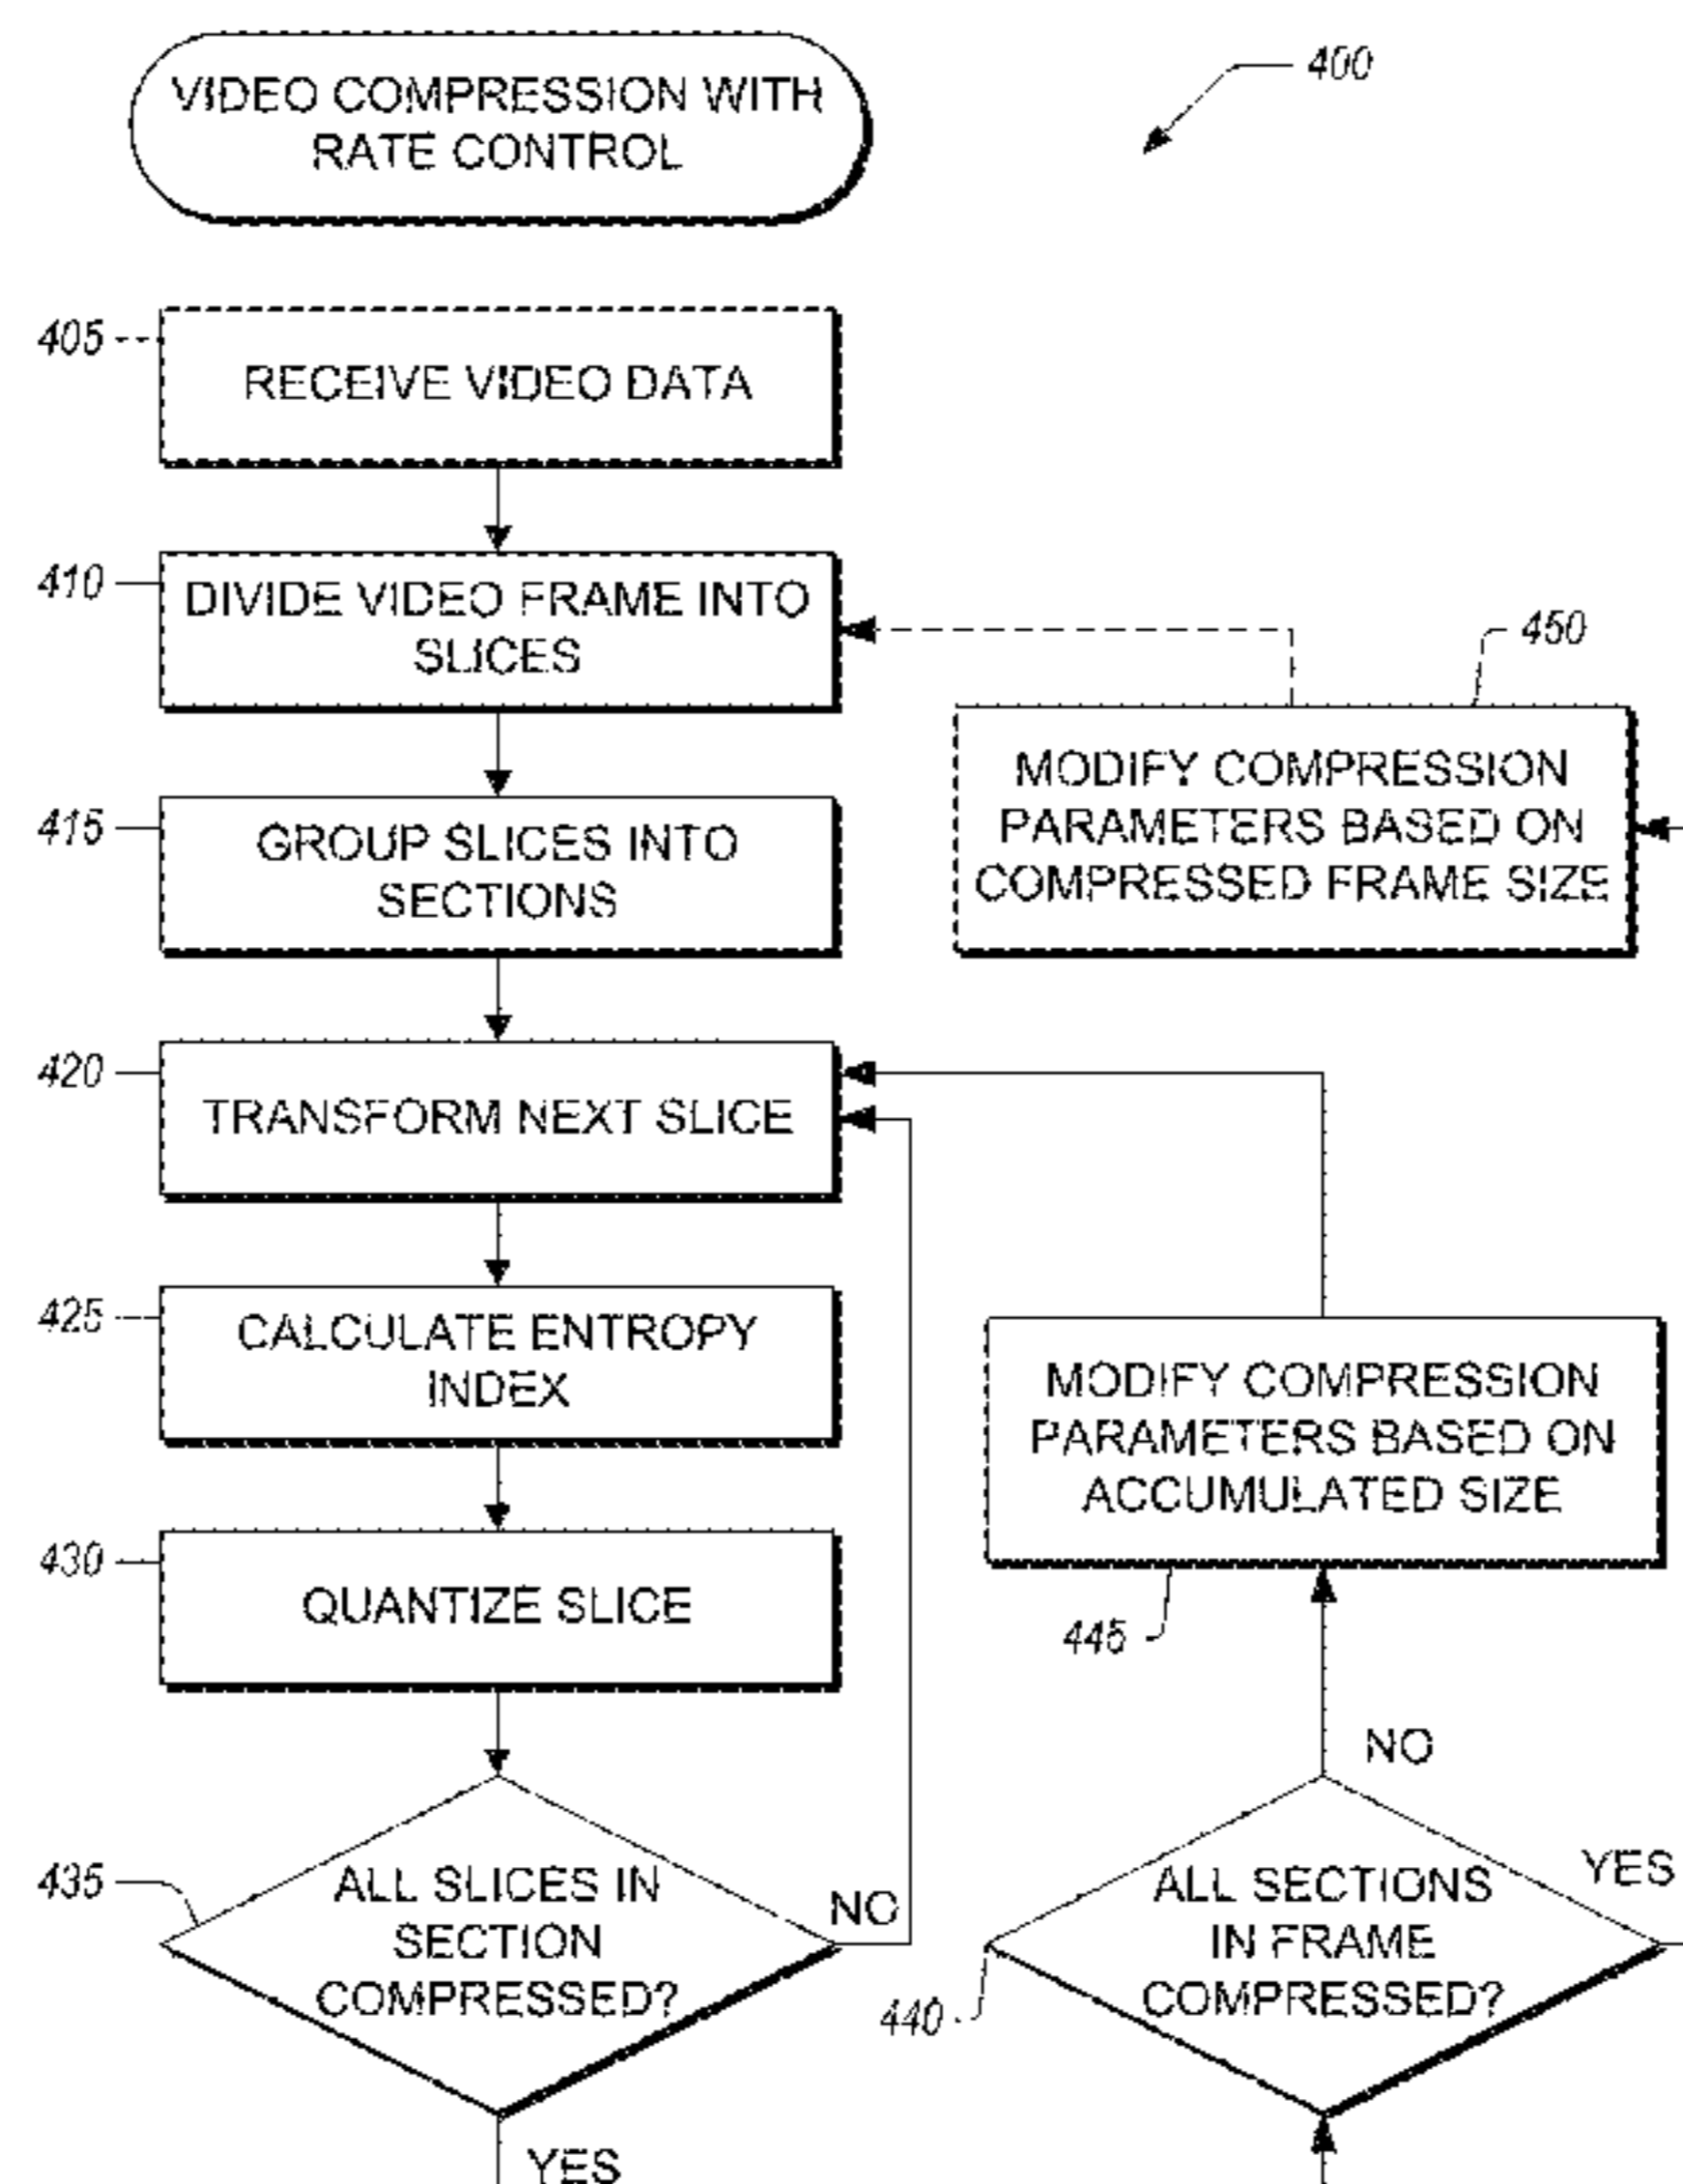 VIDEO COMPRESSION WITH
RATE CONTROL
400
405
RECEIVE VIDEO DATA
410
DIVIDE VIDEO FRAME INTO
SLICES
450
MODIFY COMPRESSION
PARAMETERS BASED ON
COMPRESSED FRAME SIZE
415
GROUP SLICES INTO
SECTIONS
420
TRANSFORM NEXT SLICE
425
CALCULATE ENTROPY
INDEX
MODIFY COMPRESSION
PARAMETERS BASED ON
ACCUMULATED SIZE
445
430
QUANTIZE SLICE
435
ALL SLICES IN
SECTION
COMPRESSED?
NO
YES
NO
440
ALL SECTIONS
IN FRAME
COMPRESSED?
YES